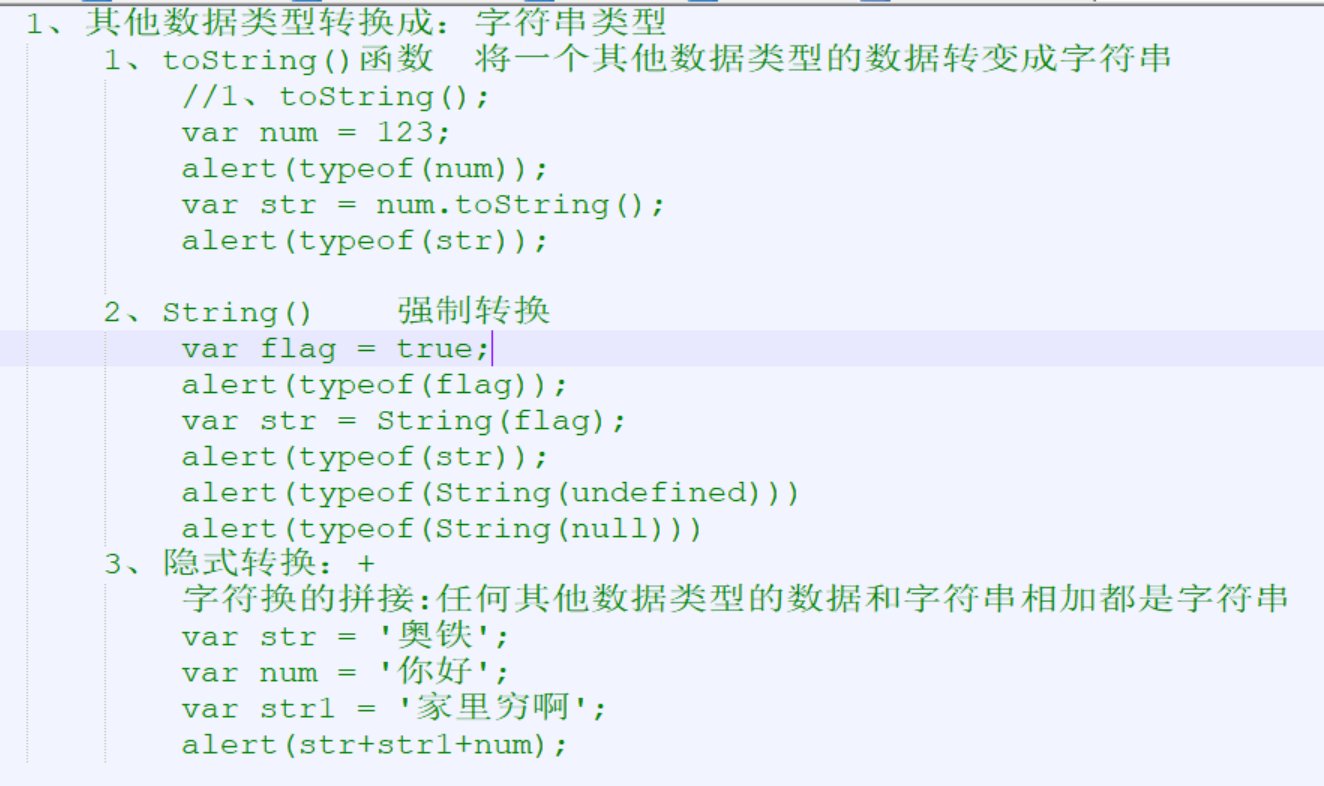 1、其他数据类型转换成：字符串类型
1、toString()函数 将一个其他数据类型的数据转变成字符串
//1、toString();
var num = 123;
alert(typeof(num));
var str = num.toString();
alert(typeof(str));
2、String() 强制转换
var flag = true;
alert(typeof(flag));
var str = String(flag);
alert(typeof(str));
alert(typeof(String(undefined)))
alert(typeof(String(null)))
3、隐式转换：+
字符换的拼接:任何其他数据类型的数据和字符串相加都是字符串
var str = '奥铁';
var num = '你好';
var str1 = '家里穷啊';
alert(str+str1+num);